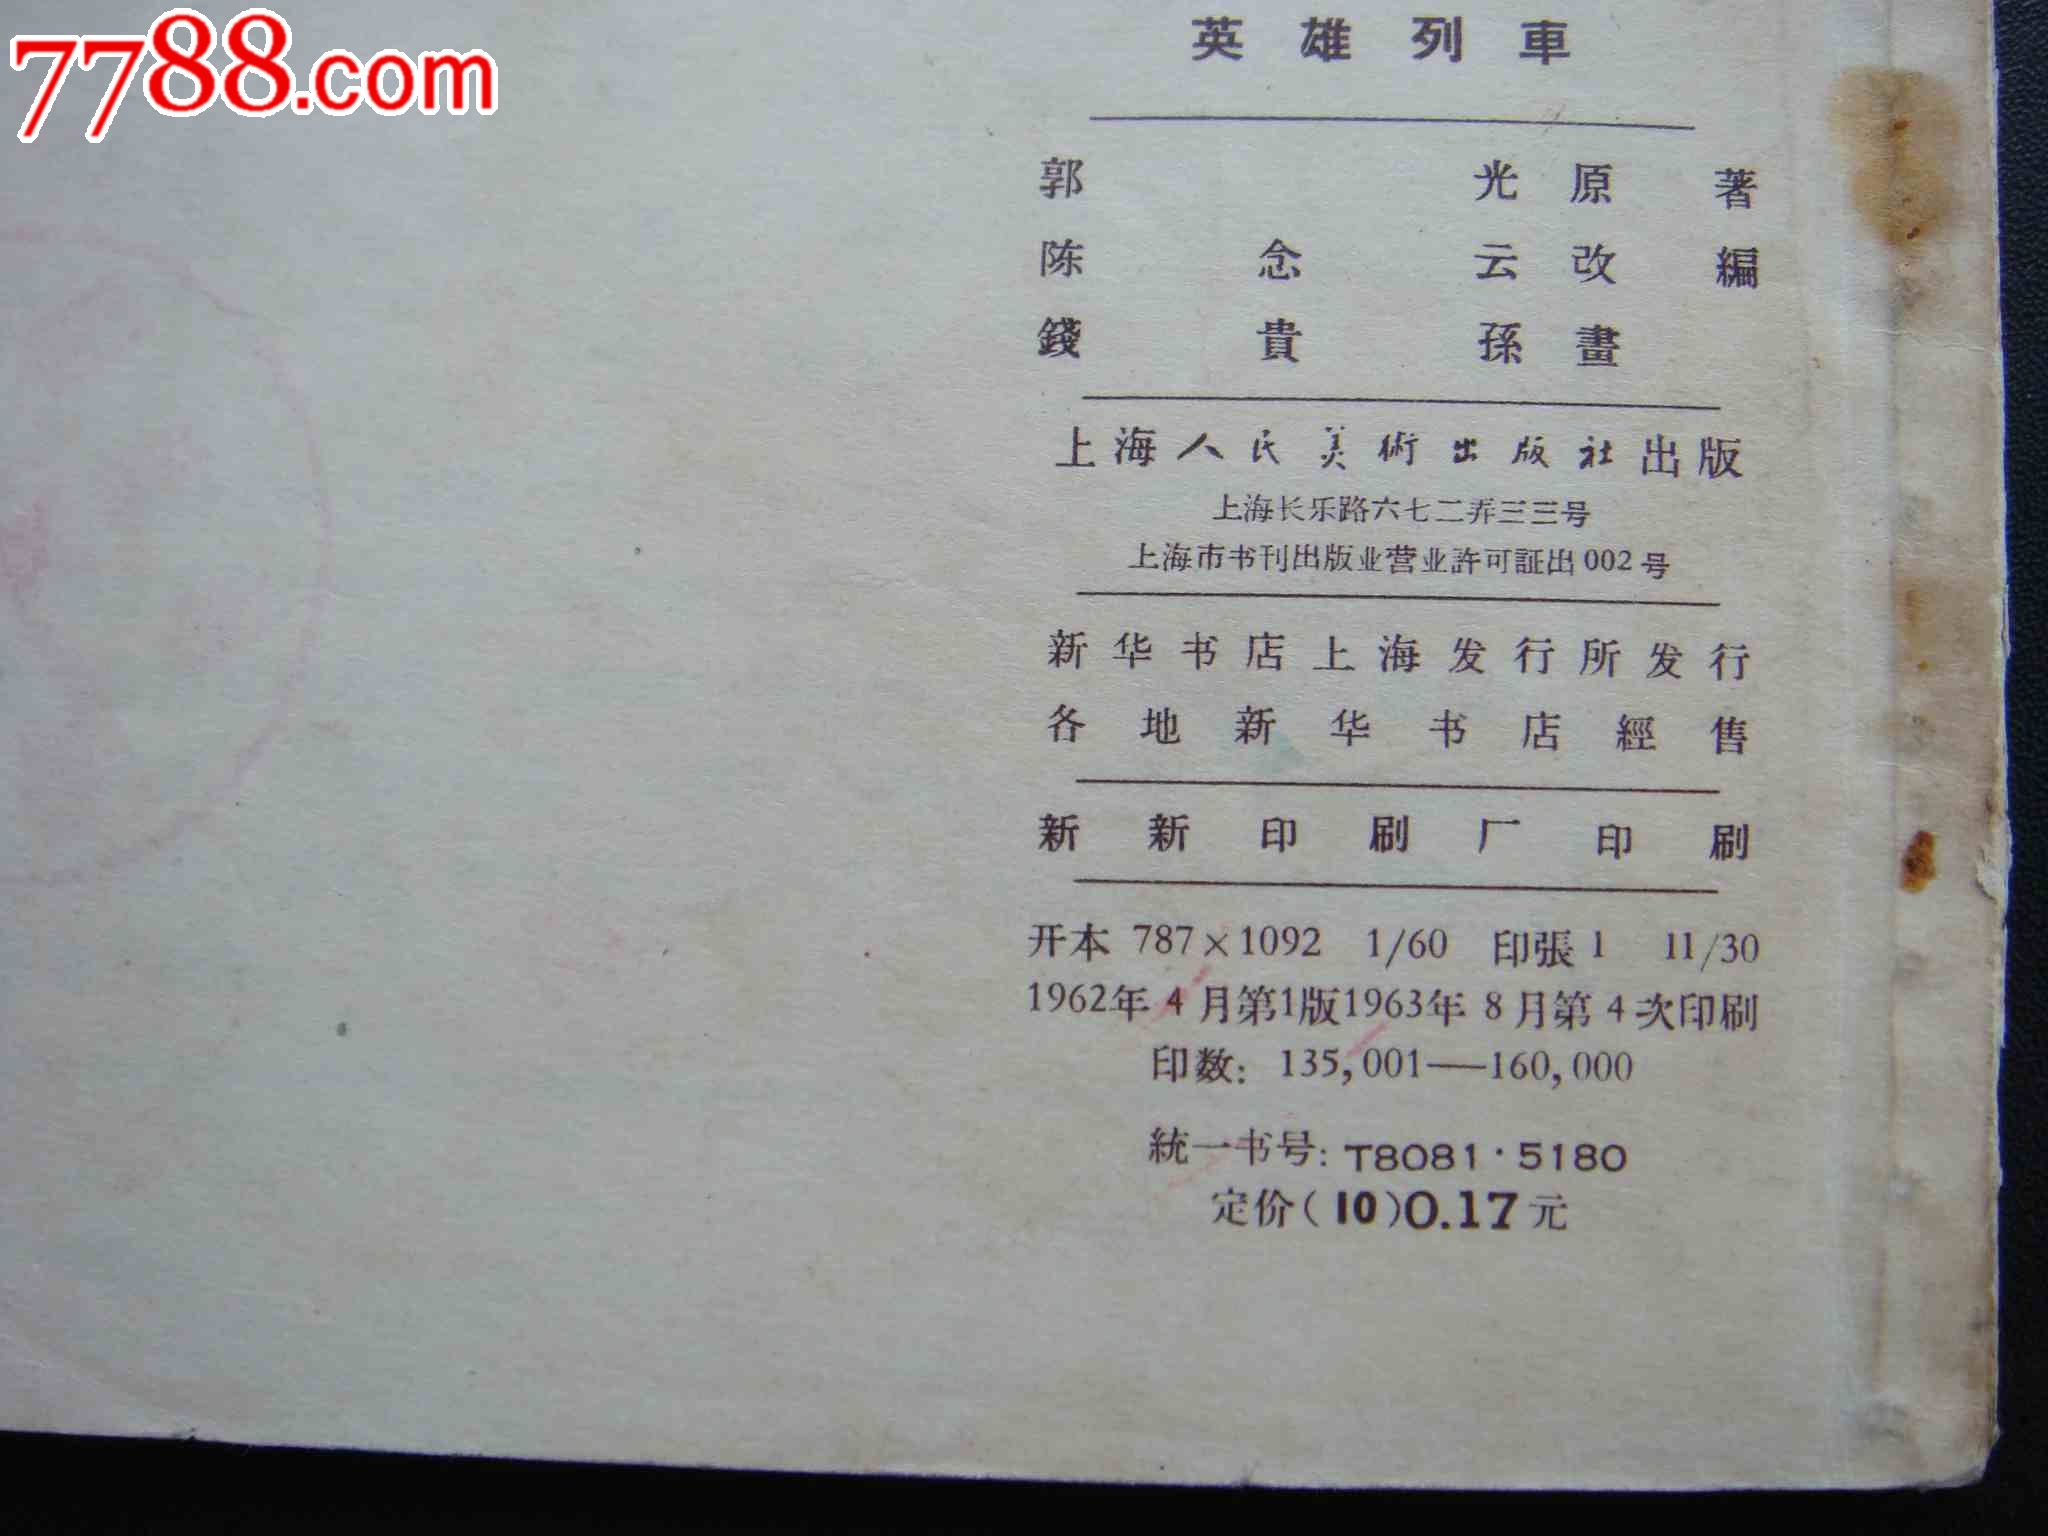 7788.com
英雄列車
郭光原著
陈念云改編
錢貴孫畫
上海人民美術出版社出版
上海长乐路六七二弄三三号
上海市书刊出版业营业許可証出002号
新华书店上海发行所发行
各地新华书店經售
新新印刷厂印刷
开本 787×1092 1/60 印張1 11/30
1962年4月第1版1963年8月第4次印刷
印数: 135,001—160,000
統一书号: T8081·5180
定价(10)0.17元